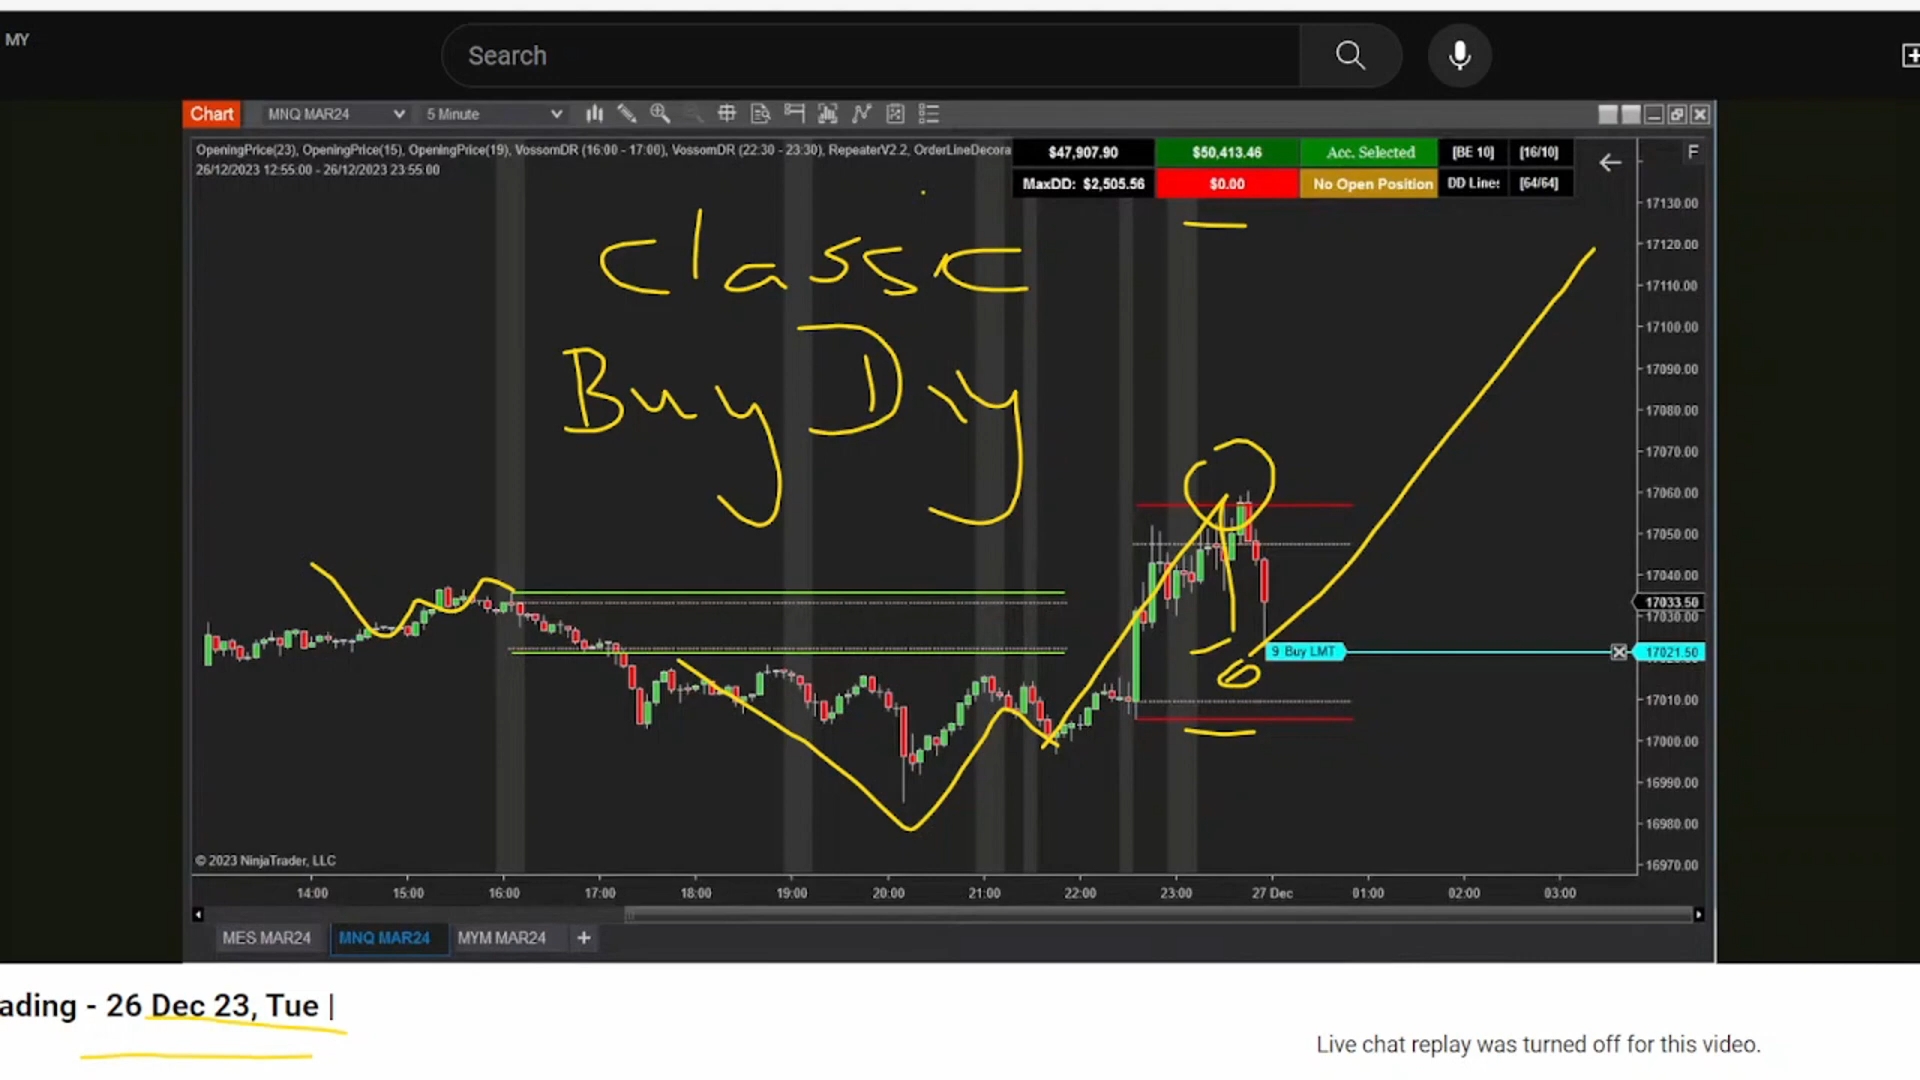 MY
Search
Chart MNQ MAR24 5 Minute
OpeningPrice(23), OpeningPrice(15), OpeningPrice(19), VossomDR (16:00 - 17:00), VossomDR (22:30 - 23:30), RepeaterV2.2, OrderLineDecora
26/12/2023 12:55:00 - 26/12/2023 23:55:00
$47,907.90 $50,413.46 Acc. Selected [BE 10] [16/10]
MaxDD: $2,505.56 $0.00 No Open Position DD Line: [64/64]
F
Classc
Buy Dıy
17130.00
17120.00
17110.00
17100.00
17090.00
17080.00
17070.00
17060.00
17050.00
17040.00
17033.50
17030.00
9 Buy LMT 17021.50
17010.00
17000.00
16990.00
16980.00
16970.00
© 2023 NinjaTrader, LLC
14:00 15:00 16:00 17:00 18:00 19:00 20:00 21:00 22:00 23:00 27 Dec 01:00 02:00 03:00
MES MAR24 MNQ MAR24 MYM MAR24 +
ading - 26 Dec 23, Tue |
Live chat replay was turned off for this video.